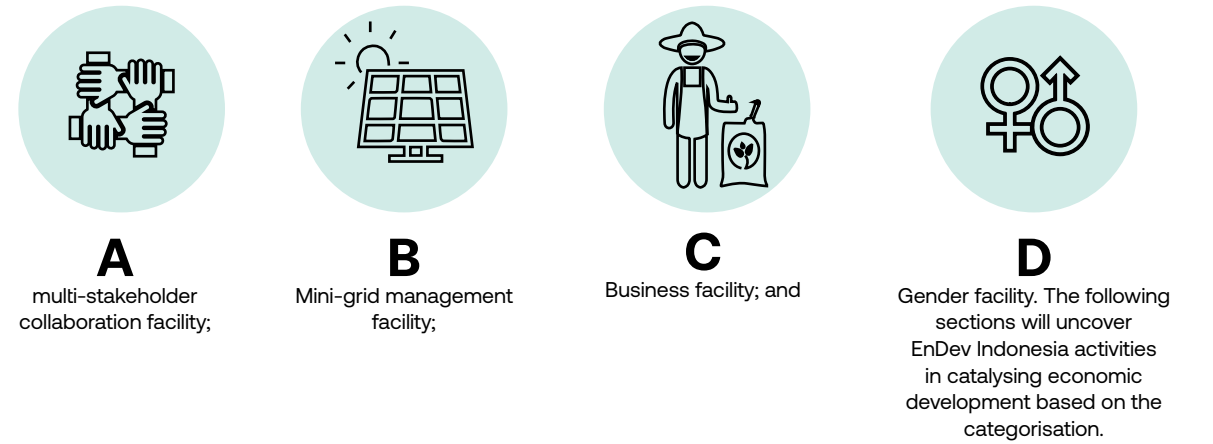 A
multi-stakeholder
collaboration facility;
B
Mini-grid management
facility;
C
Business facility; and
D
Gender facility. The following
sections will uncover
EnDev Indonesia activities
in catalysing economic
development based on the
categorisation.